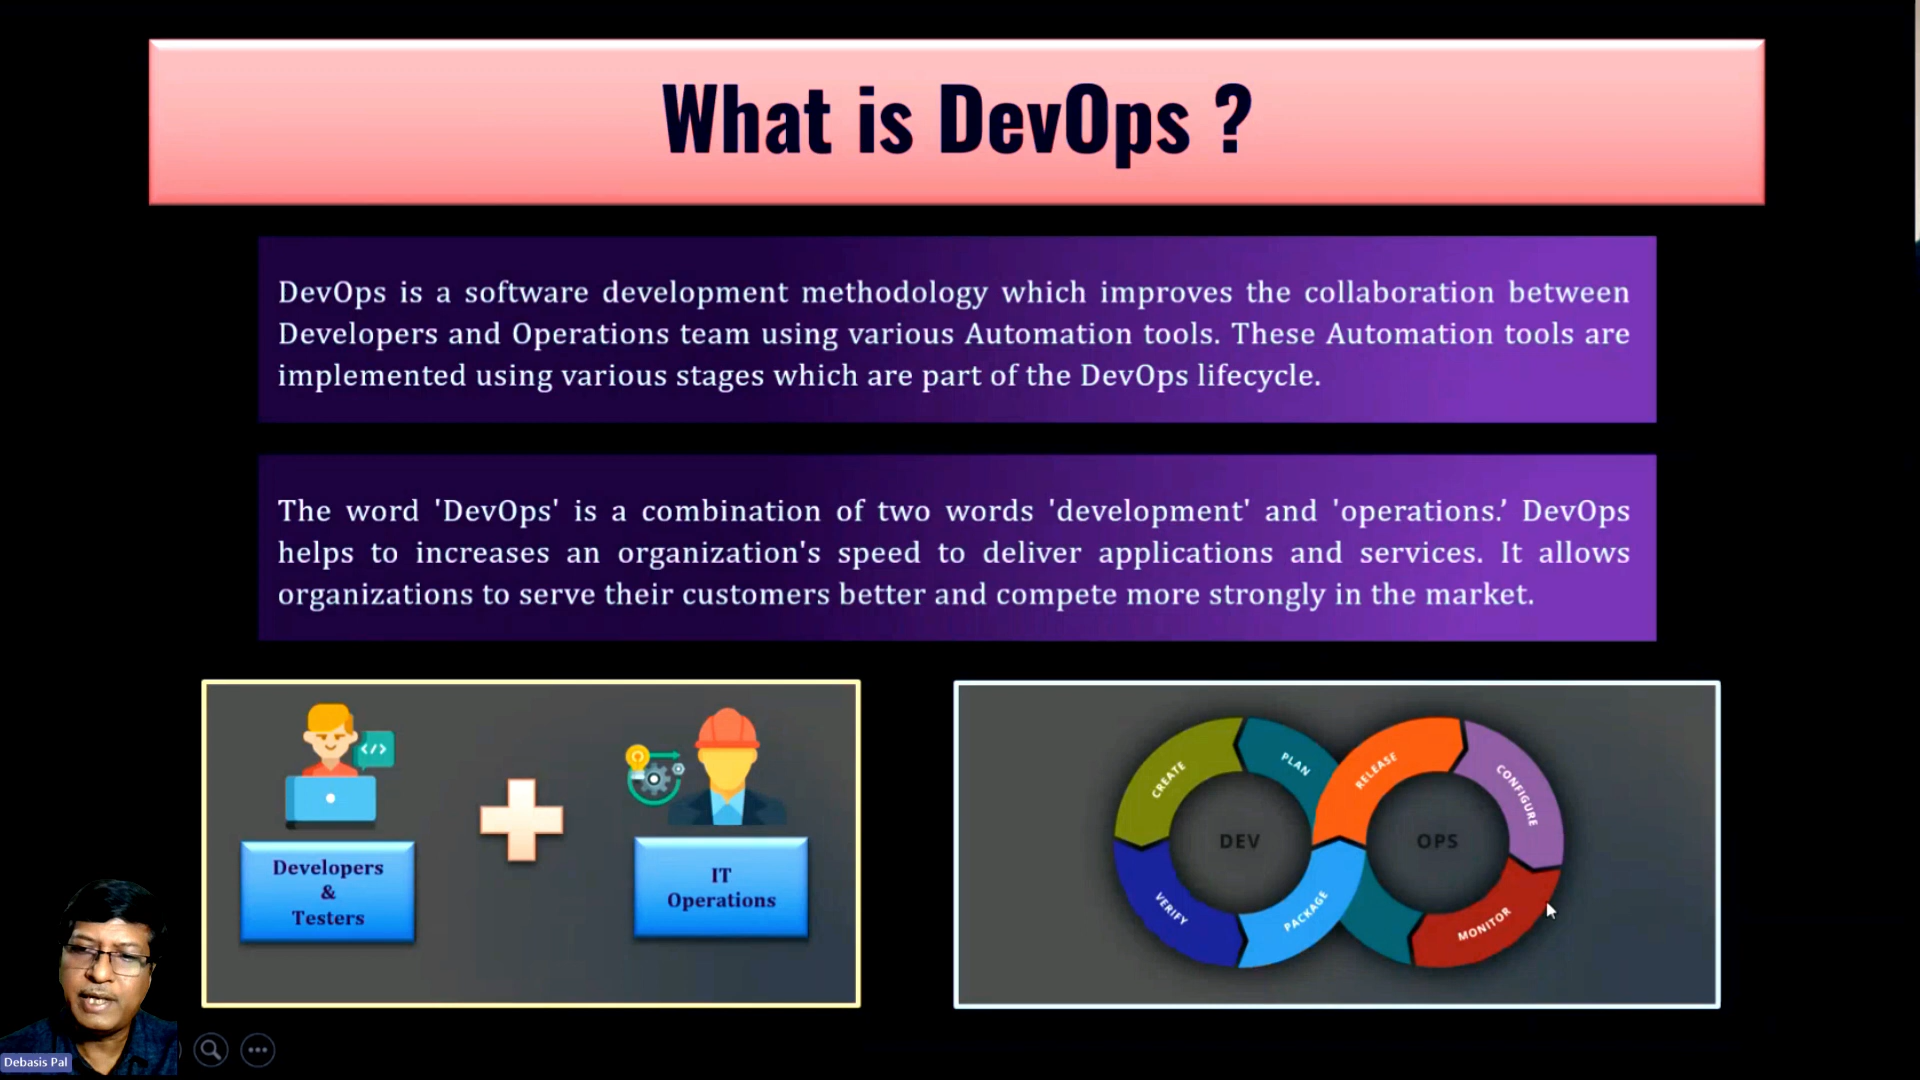 What is DevOps ?
DevOps is a software development methodology which improves the collaboration between
Developers and Operations team using various Automation tools. These Automation tools are
implemented using various stages which are part of the DevOps lifecycle.
The word 'DevOps' is a combination of two words 'development' and 'operations.’ DevOps
helps to increases an organization's speed to deliver applications and services. It allows
organizations to serve their customers better and compete more strongly in the market.
</>
Developers
&
Testers
IT
Operations
CREATE
PLAN
RELEASE
CONFIGURE
DEV
OPS
VERIFY
PACKAGE
MONITOR
Debasis Pal